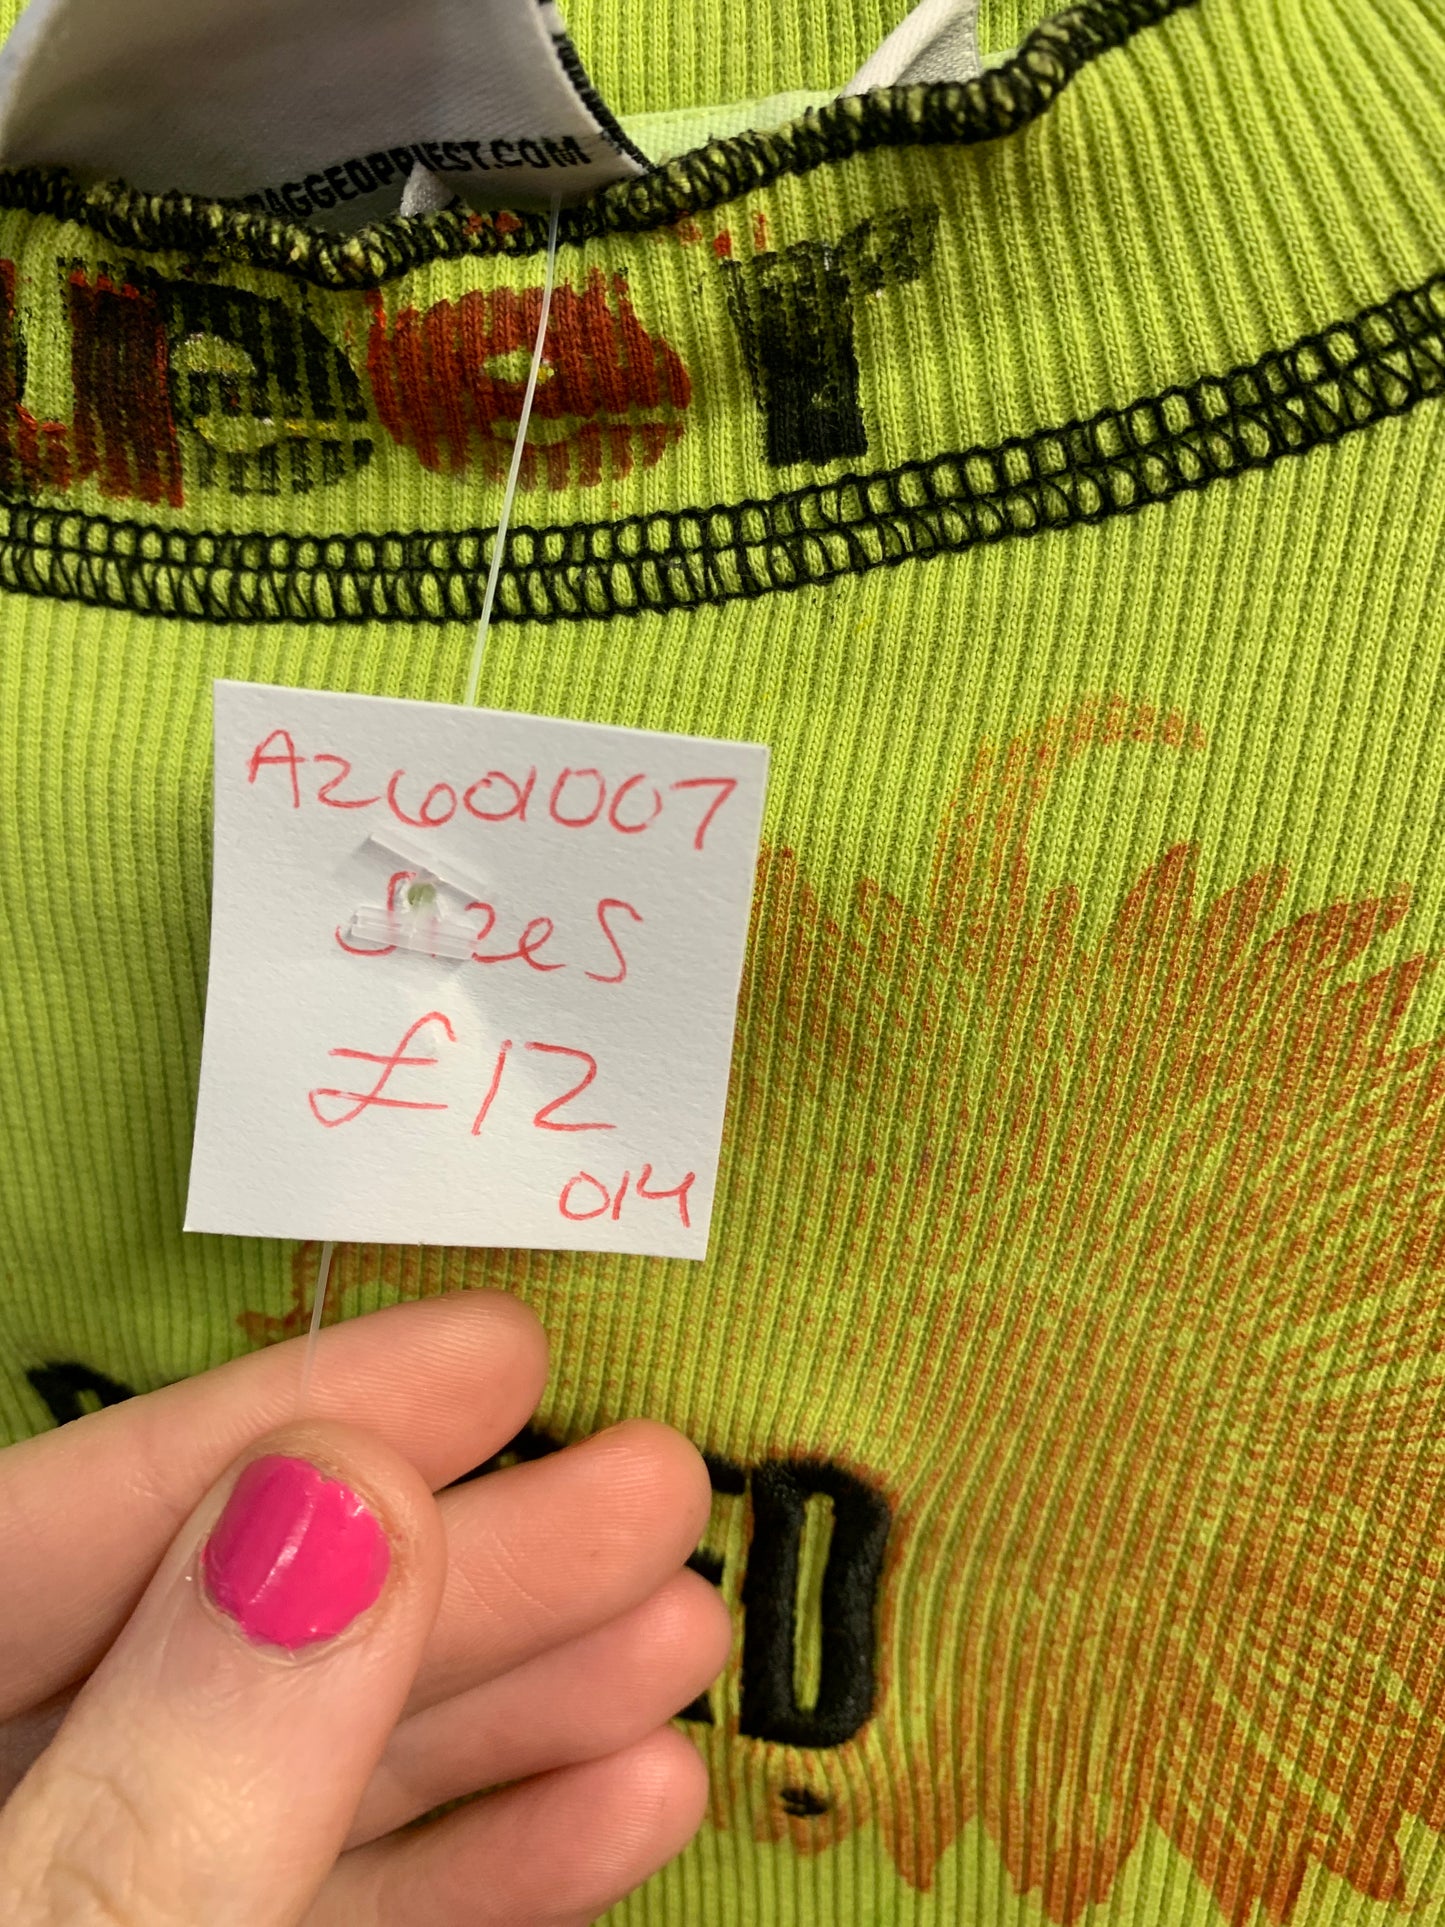 RAGGEDPRIEST.COM
A2601007
Size S
£12
014